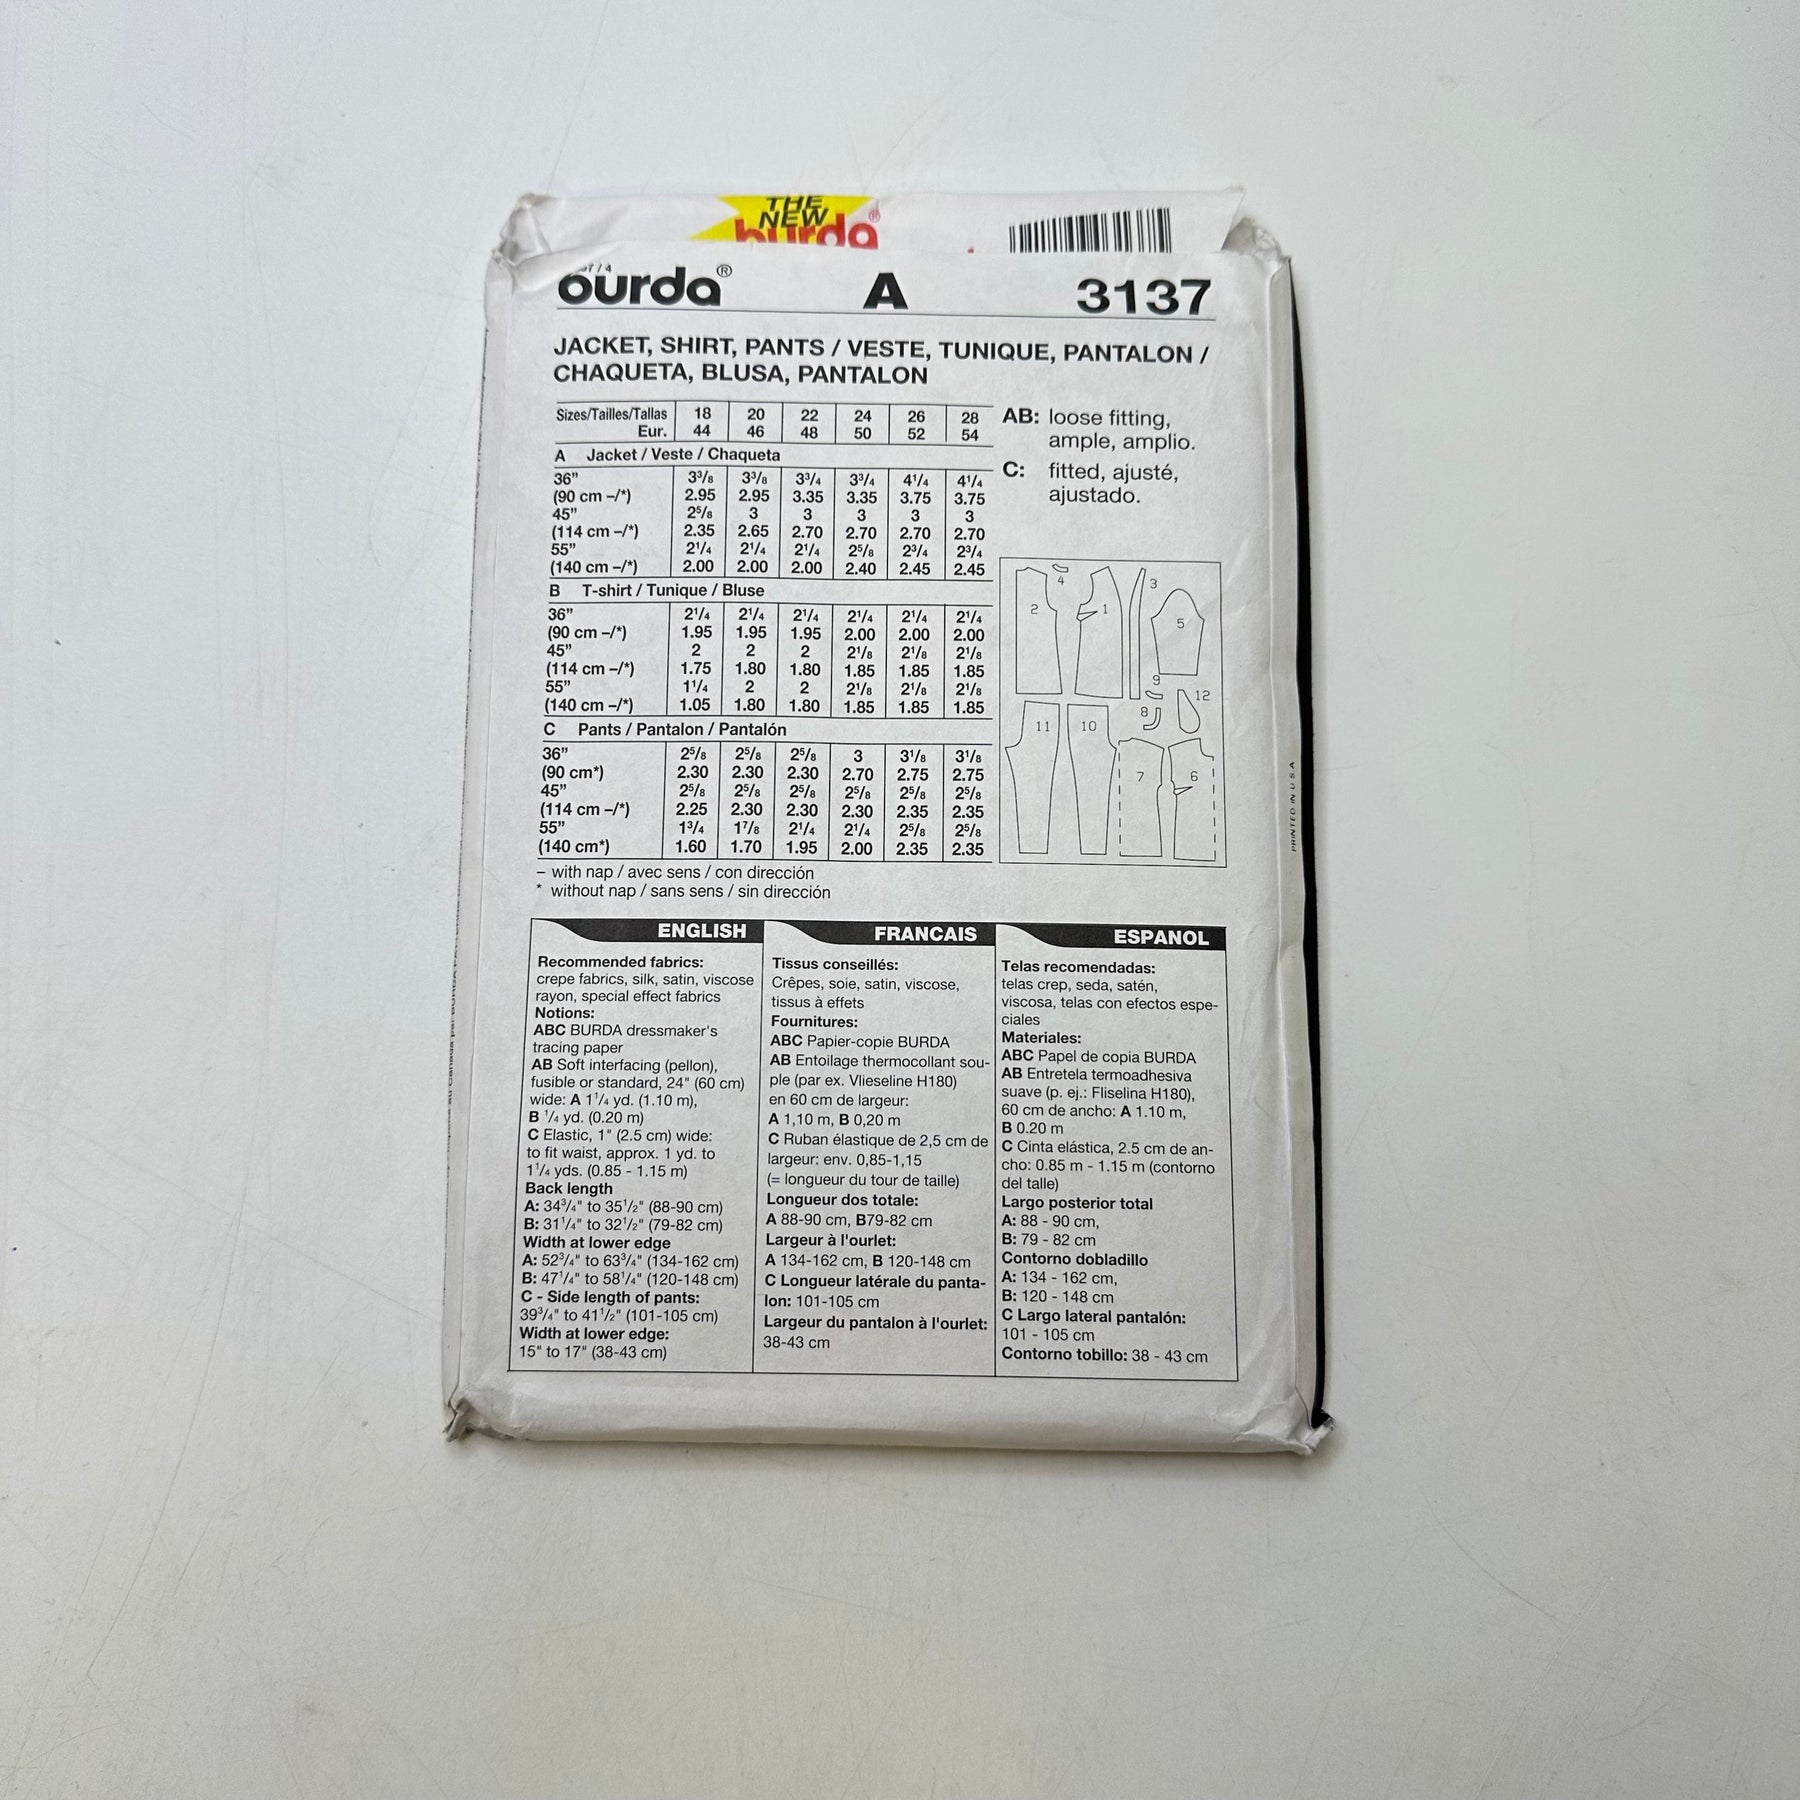 THE
NEW
burda®
burda® A 3137
JACKET, SHIRT, PANTS / VESTE, TUNIQUE, PANTALON /
CHAQUETA, BLUSA, PANTALON
Sizes/Tailles/Tallas 18 20 22 24 26 28
Eur. 44 46 48 50 52 54
A Jacket / Veste / Chaqueta
36" 3³/₈ 3³/₈ 3³/₄ 3³/₄ 4¹/₄ 4¹/₄
(90 cm –/*) 2.95 2.95 3.35 3.35 3.75 3.75
45" 2⁵/₈ 3 3 3 3 3
(114 cm –/*) 2.35 2.65 2.70 2.70 2.70 2.70
55" 2¹/₄ 2¹/₄ 2¹/₄ 2⁵/₈ 2³/₄ 2³/₄
(140 cm –/*) 2.00 2.00 2.00 2.40 2.45 2.45
B T-shirt / Tunique / Bluse
36" 2¹/₄ 2¹/₄ 2¹/₄ 2¹/₄ 2¹/₄ 2¹/₄
(90 cm –/*) 1.95 1.95 1.95 2.00 2.00 2.00
45" 2 2 2 2¹/₈ 2¹/₈ 2¹/₈
(114 cm –/*) 1.75 1.80 1.80 1.85 1.85 1.85
55" 1¹/₄ 2 2 2¹/₈ 2¹/₈ 2¹/₈
(140 cm –/*) 1.05 1.80 1.80 1.85 1.85 1.85
C Pants / Pantalon / Pantalón
36" 2⁵/₈ 2⁵/₈ 2⁵/₈ 3 3¹/₈ 3¹/₈
(90 cm*) 2.30 2.30 2.30 2.70 2.75 2.75
45" 2⁵/₈ 2⁵/₈ 2⁵/₈ 2⁵/₈ 2⁵/₈ 2⁵/₈
(114 cm –/*) 2.25 2.30 2.30 2.30 2.35 2.35
55" 1³/₄ 1⁷/₈ 2¹/₄ 2¹/₄ 2⁵/₈ 2⁵/₈
(140 cm*) 1.60 1.70 1.95 2.00 2.35 2.35
– with nap / avec sens / con dirección
* without nap / sans sens / sin dirección
AB: loose fitting,
ample, amplio.
C: fitted, ajusté,
ajustado.
4
3
2
1
5
9
12
8
11
10
7
6
PRINTED IN U.S.A
ENGLISH
Recommended fabrics:
crepe fabrics, silk, satin, viscose
rayon, special effect fabrics
Notions:
ABC BURDA dressmaker's
tracing paper
AB Soft interfacing (pellon),
fusible or standard, 24" (60 cm)
wide: A 1¹/₄ yd. (1.10 m),
B ¹/₄ yd. (0.20 m)
C Elastic, 1" (2.5 cm) wide:
to fit waist, approx. 1 yd. to
1¹/₄ yds. (0.85 - 1.15 m)
Back length
A: 34³/₄" to 35¹/₂" (88-90 cm)
B: 31¹/₄" to 32¹/₂" (79-82 cm)
Width at lower edge
A: 52³/₄" to 63³/₄" (134-162 cm)
B: 47¹/₄" to 58¹/₄" (120-148 cm)
C - Side length of pants:
39³/₄" to 41¹/₂" (101-105 cm)
Width at lower edge:
15" to 17" (38-43 cm)
FRANCAIS
Tissus conseillés:
Crêpes, soie, satin, viscose,
tissus à effets
Fournitures:
ABC Papier-copie BURDA
AB Entoilage thermocollant sou-
ple (par ex. Vlieseline H180)
en 60 cm de largeur:
A 1,10 m, B 0,20 m
C Ruban élastique de 2,5 cm de
largeur: env. 0,85-1,15
(= longueur du tour de taille)
Longueur dos totale:
A 88-90 cm, B79-82 cm
Largeur à l'ourlet:
A 134-162 cm, B 120-148 cm
C Longueur latérale du panta-
lon: 101-105 cm
Largeur du pantalon à l'ourlet:
38-43 cm
ESPANOL
Telas recomendadas:
telas crep, seda, satén,
viscosa, telas con efectos espe-
ciales
Materiales:
ABC Papel de copia BURDA
AB Entretela termoadhesiva
suave (p. ej.: Fliselina H180),
60 cm de ancho: A 1.10 m,
B 0.20 m
C Cinta elástica, 2.5 cm de an-
cho: 0.85 m - 1.15 m (contorno
del talle)
Largo posterior total
A: 88 - 90 cm,
B: 79 - 82 cm
Contorno dobladillo
A: 134 - 162 cm,
B: 120 - 148 cm
C Largo lateral pantalón:
101 - 105 cm
Contorno tobillo: 38 - 43 cm